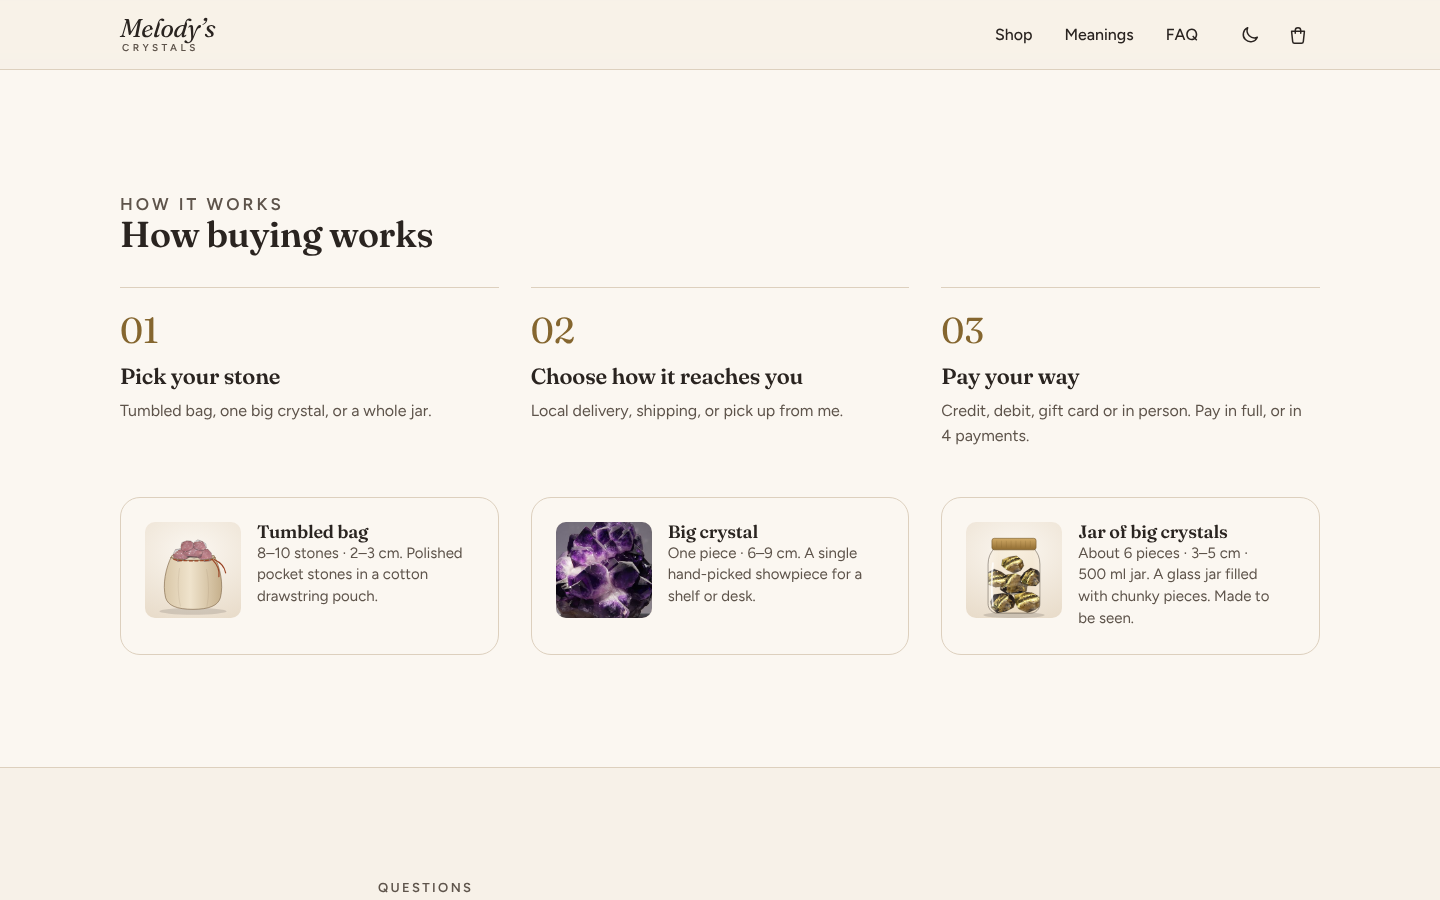 Melody's
CRYSTALS
Shop
Meanings
FAQ
HOW IT WORKS
How buying works
01
Pick your stone
Tumbled bag, one big crystal, or a whole jar.
02
Choose how it reaches you
Local delivery, shipping, or pick up from me.
03
Pay your way
Credit, debit, gift card or in person. Pay in full, or in
4 payments.
Tumbled bag
8–10 stones · 2–3 cm. Polished
pocket stones in a cotton
drawstring pouch.
Big crystal
One piece · 6–9 cm. A single
hand-picked showpiece for a
shelf or desk.
Jar of big crystals
About 6 pieces · 3–5 cm ·
500 ml jar. A glass jar filled
with chunky pieces. Made to
be seen.
QUESTIONS